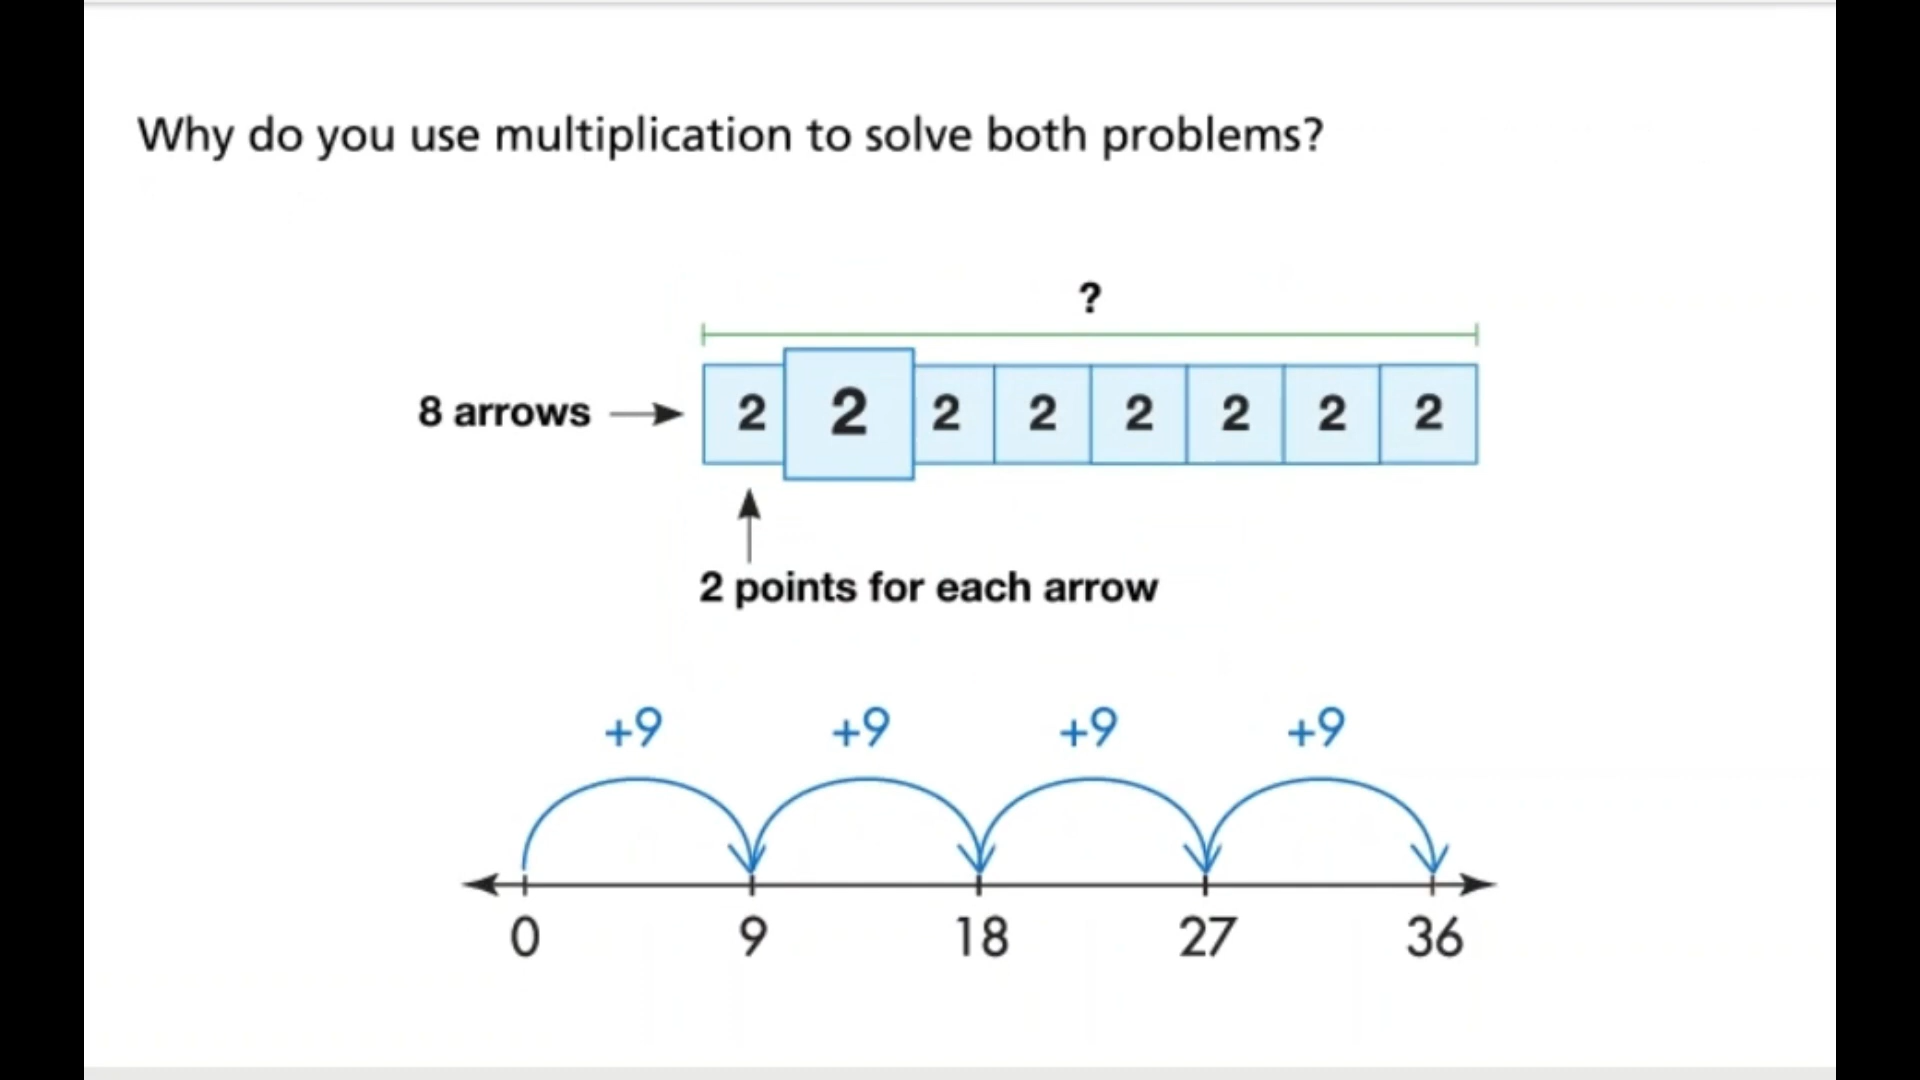 Why do you use multiplication to solve both problems?
?
8 arrows 2 2 2 2 2 2 2 2
2 points for each arrow
+9 +9 +9 +9
0 9 18 27 36